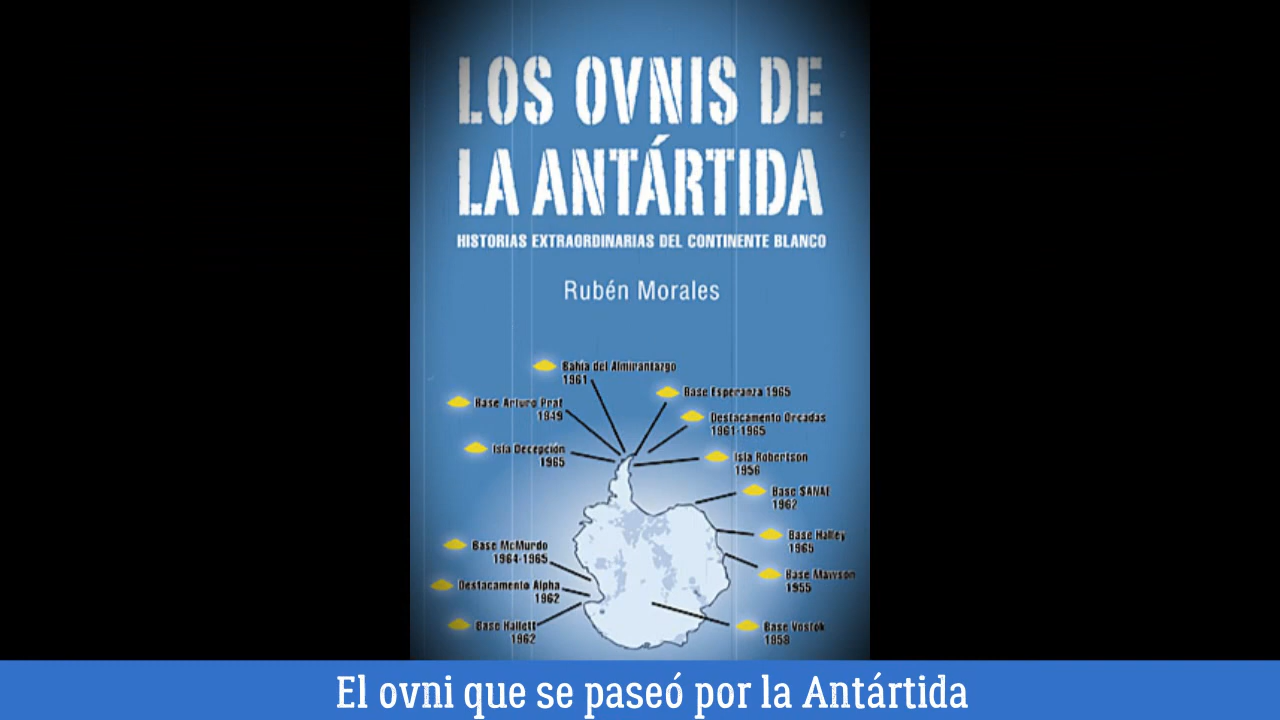 LOS OVNIS DE
LA ANTÁRTIDA
HISTORIAS EXTRAORDINARIAS DEL CONTINENTE BLANCO
Rubén Morales
Bahía del Almirantazgo
1961
Base Esperanza 1965
Base Arturo Prat
1949
Destacamento Orcadas
1961-1965
Isla Decepción
1965
Isla Robertson
1956
Base SANAE
1962
Base Halley
1965
Base McMurdo
1964-1965
Base Mawson
1955
Destacamento Alpha
1962
Base Hallett
1962
Base Vostok
1958
El ovni que se paseó por la Antártida